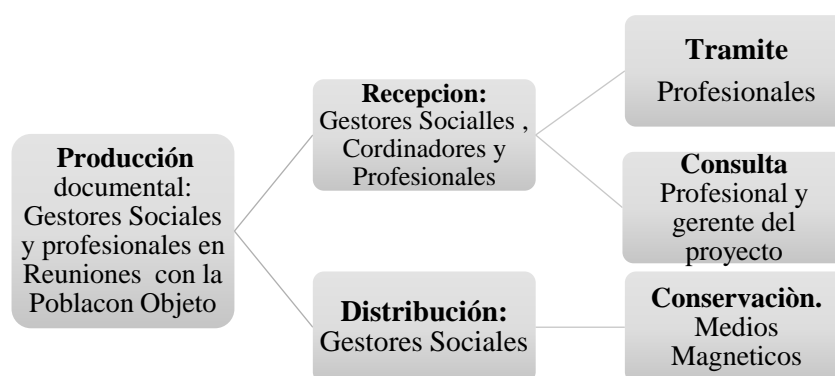 Producción
documental:
Gestores Sociales
y profesionales en
Reuniones con la
Poblacon Objeto
Recepcion:
Gestores Socialles ,
Cordinadores y
Profesionales
Tramite
Profesionales
Consulta
Profesional y
gerente del
proyecto
Distribución:
Gestores Sociales
Conservaciòn.
Medios
Magneticos